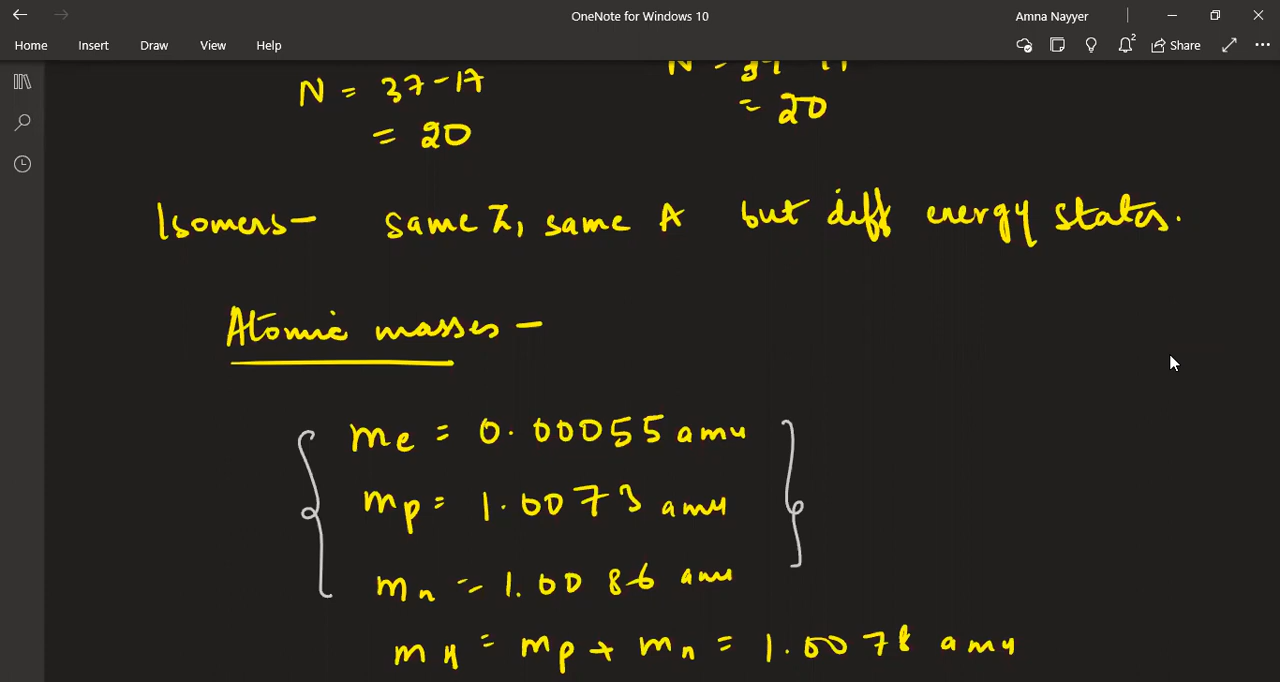 OneNote for Windows 10
Amna Nayyer
Home Insert Draw View Help
2 Share
N = 37-17
= 20
= 20
Isomers- same Z, same A but diff energy states.
Atomic masses -
me = 0.00055 amu
mp = 1.0073 amu
mn = 1.0086 amu
mH = mp + mn = 1.0078 amu